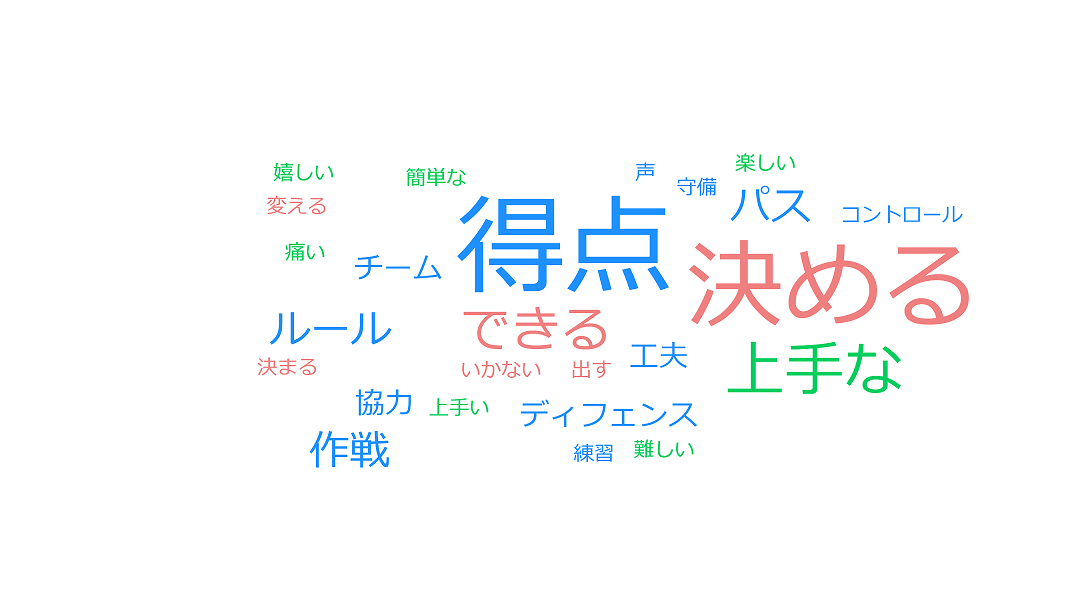 嬉しい
簡単な
声
楽しい
守備
変える
得点
パス
コントロール
痛い
チーム
決める
ルール
できる
工夫
上手な
決まる
いかない
出す
協力
上手い
ディフェンス
作戦
練習
難しい